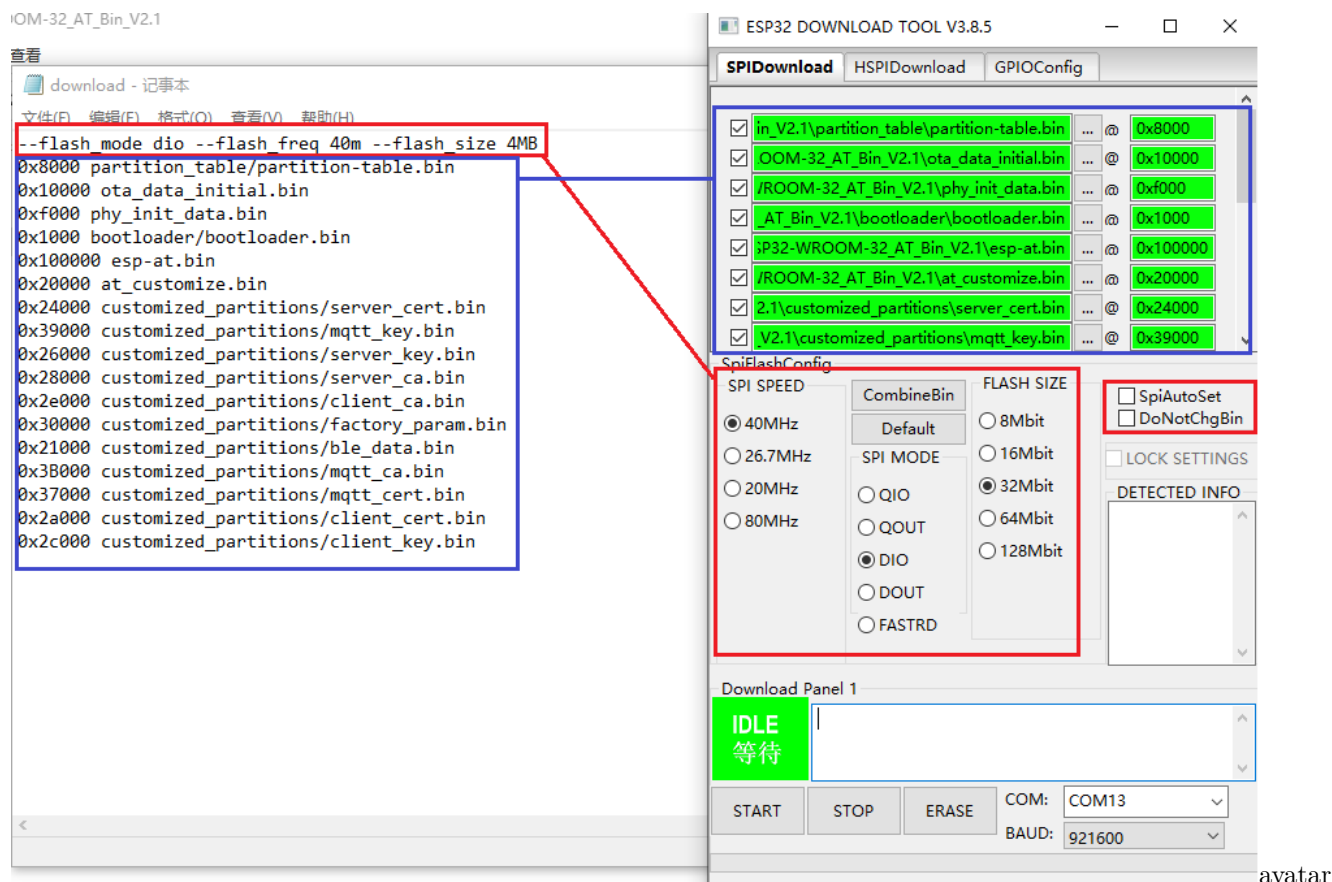 OOM-32_AT_Bin_V2.1
查看
download - 记事本
文件(F) 编辑(E) 格式(O) 查看(V) 帮助(H)
--flash_mode dio --flash_freq 40m --flash_size 4MB
0x8000 partition_table/partition-table.bin
0x10000 ota_data_initial.bin
0xf000 phy_init_data.bin
0x1000 bootloader/bootloader.bin
0x100000 esp-at.bin
0x20000 at_customize.bin
0x24000 customized_partitions/server_cert.bin
0x39000 customized_partitions/mqtt_key.bin
0x26000 customized_partitions/server_key.bin
0x28000 customized_partitions/server_ca.bin
0x2e000 customized_partitions/client_ca.bin
0x30000 customized_partitions/factory_param.bin
0x21000 customized_partitions/ble_data.bin
0x3B000 customized_partitions/mqtt_ca.bin
0x37000 customized_partitions/mqtt_cert.bin
0x2a000 customized_partitions/client_cert.bin
0x2c000 customized_partitions/client_key.bin
ESP32 DOWNLOAD TOOL V3.8.5
SPIDownload HSPIDownload GPIOConfig
in_V2.1\partition_table\partition-table.bin ... @ 0x8000
.OOM-32_AT_Bin_V2.1\ota_data_initial.bin ... @ 0x10000
/ROOM-32_AT_Bin_V2.1\phy_init_data.bin ... @ 0xf000
_AT_Bin_V2.1\bootloader\bootloader.bin ... @ 0x1000
SP32-WROOM-32_AT_Bin_V2.1\esp-at.bin ... @ 0x100000
/ROOM-32_AT_Bin_V2.1\at_customize.bin ... @ 0x20000
2.1\customized_partitions\server_cert.bin ... @ 0x24000
_V2.1\customized_partitions\mqtt_key.bin ... @ 0x39000
SpiFlashConfig
SPI SPEED
40MHz
26.7MHz
20MHz
80MHz
CombineBin
Default
SPI MODE
QIO
QOUT
DIO
DOUT
FASTRD
FLASH SIZE
8Mbit
16Mbit
32Mbit
64Mbit
128Mbit
SpiAutoSet
DoNotChgBin
LOCK SETTINGS
DETECTED INFO
Download Panel 1
IDLE
等待
START STOP ERASE
COM: COM13
BAUD: 921600
avatar